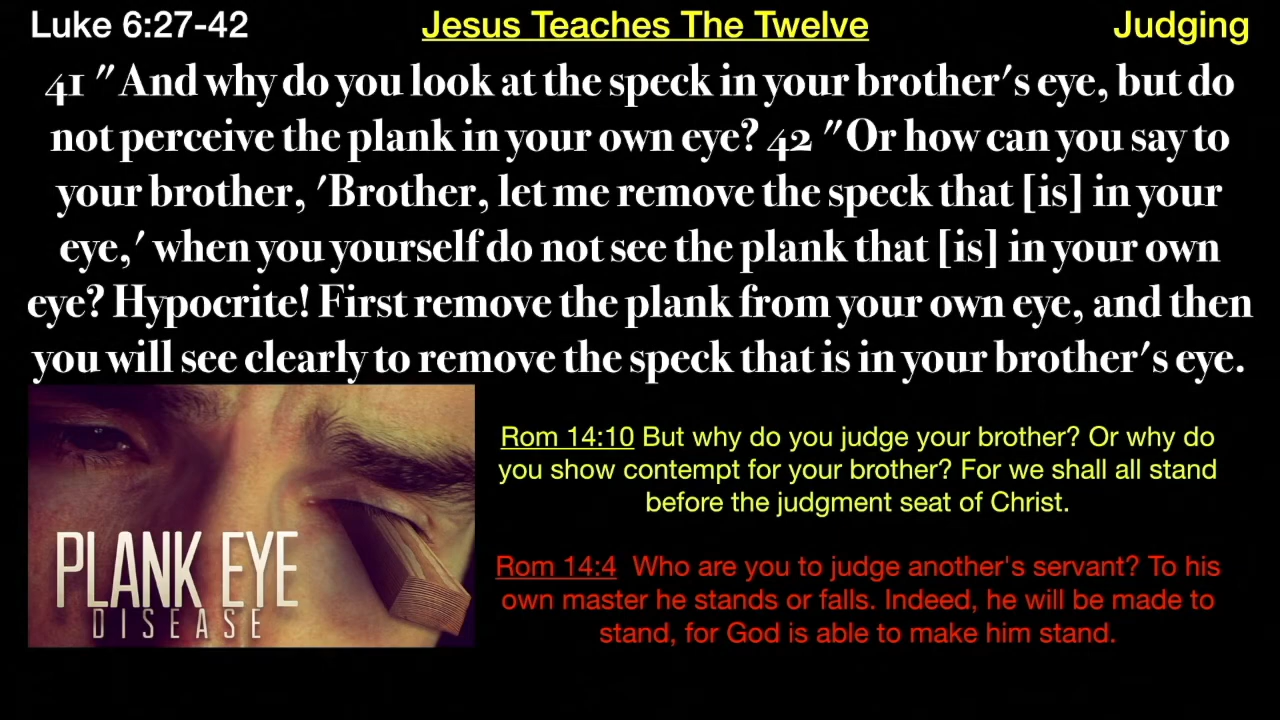 Luke 6:27-42
Jesus Teaches The Twelve
Judging
41 "And why do you look at the speck in your brother's eye, but do
not perceive the plank in your own eye? 42 "Or how can you say to
your brother, 'Brother, let me remove the speck that [is] in your
eye,' when you yourself do not see the plank that [is] in your own
eye? Hypocrite! First remove the plank from your own eye, and then
you will see clearly to remove the speck that is in your brother's eye.
PLANK EYE
DISEASE
Rom 14:10 But why do you judge your brother? Or why do
you show contempt for your brother? For we shall all stand
before the judgment seat of Christ.
Rom 14:4 Who are you to judge another's servant? To his
own master he stands or falls. Indeed, he will be made to
stand, for God is able to make him stand.